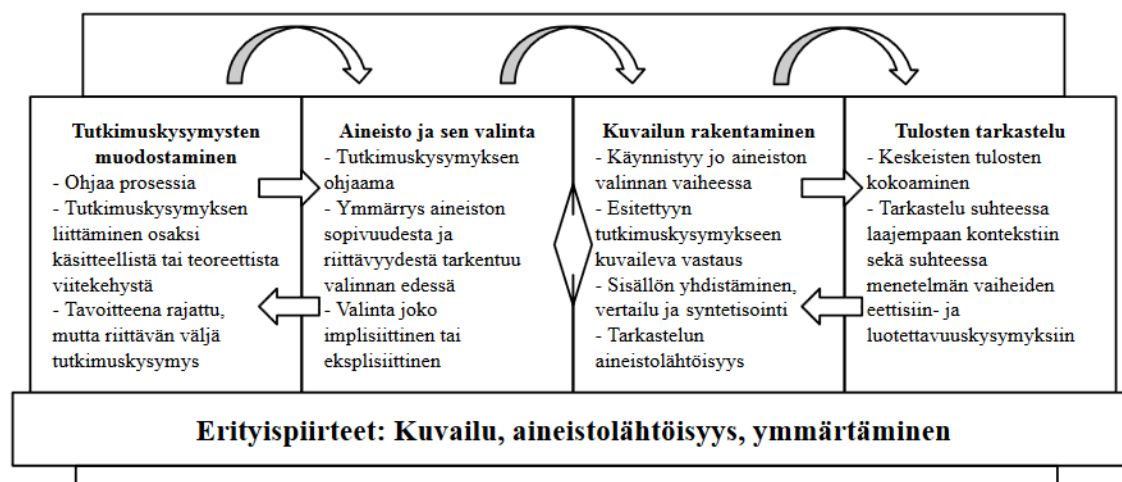 Tutkimuskysymysten
muodostaminen
- Ohjaa prosessia
- Tutkimuskysymyksen
liittäminen osaksi
käsitteellistä tai teoreettista
viitekehystä
- Tavoitteena rajattu,
mutta riittävän väljä
tutkimuskysymys
Aineisto ja sen valinta
- Tutkimuskysymyksen
ohjaama
- Ymmärrys aineiston
sopivuudesta ja
riittävyydestä tarkentuu
valinnan edessä
- Valinta joko
implisiittinen tai
eksplisiittinen
Kuvailun rakentaminen
- Käynnistyy jo aineiston
valinnan vaiheessa
- Esitettyyn
tutkimuskysymykseen
kuvaileva vastaus
- Sisällön yhdistäminen,
vertailu ja syntetisointi
- Tarkastelun
aineistolähtöisyys
Tulosten tarkastelu
- Keskeisten tulosten
kokoaminen
- Tarkastelu suhteessa
laajempaan kontekstiin
sekä suhteessa
menetelmän vaiheiden
eettisiin- ja
luotettavuuskysymyksiin
Erityispiirteet: Kuvailu, aineistolähtöisyys, ymmärtäminen